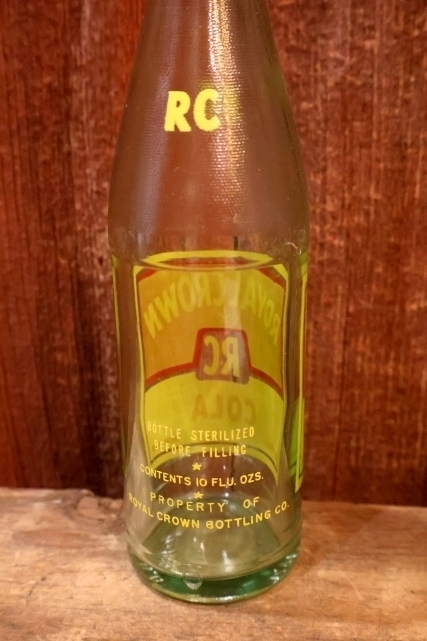 RC
ROYAL CROWN
RC
COLA
BOTTLE STERILIZED
BEFORE FILLING
CONTENTS 10 FLU. OZS.
PROPERTY OF
ROYAL CROWN BOTTLING CO.